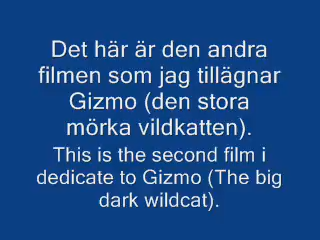 Det här är den andra
filmen som jag tillägnar
Gizmo (den stora
mörka vildkatten).
This is the second film i
dedicate to Gizmo (The big
dark wildcat).